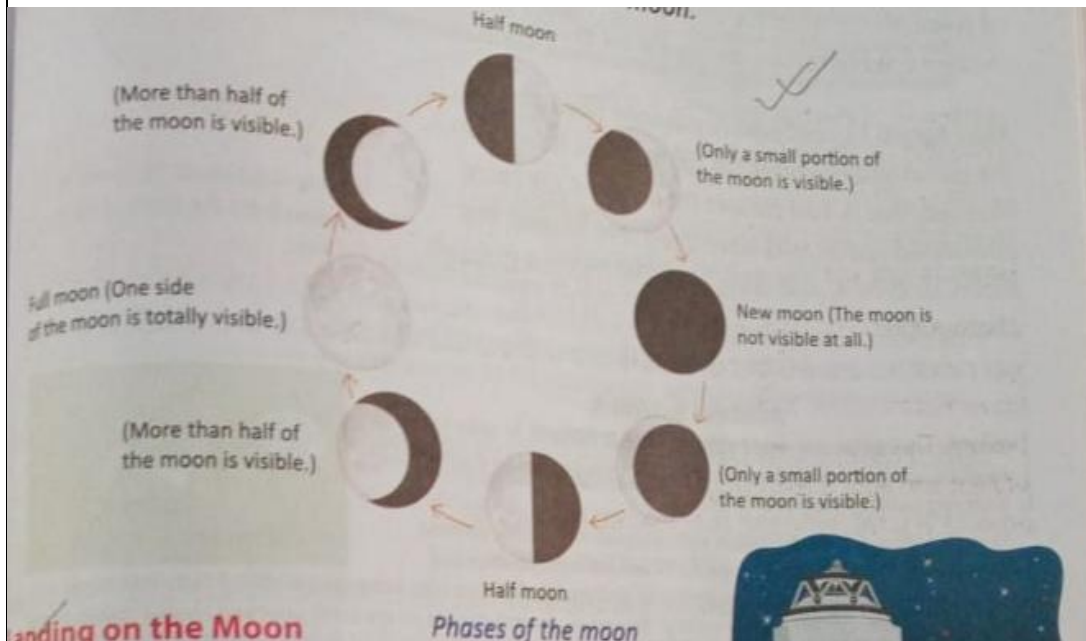 Half moon
(More than half of
the moon is visible.)
(Only a small portion of
the moon is visible.)
Full moon (One side
of the moon is totally visible.)
New moon (The moon is
not visible at all.)
(More than half of
the moon is visible.)
(Only a small portion of
the moon is visible.)
Half moon
on the Moon
Phases of the moon